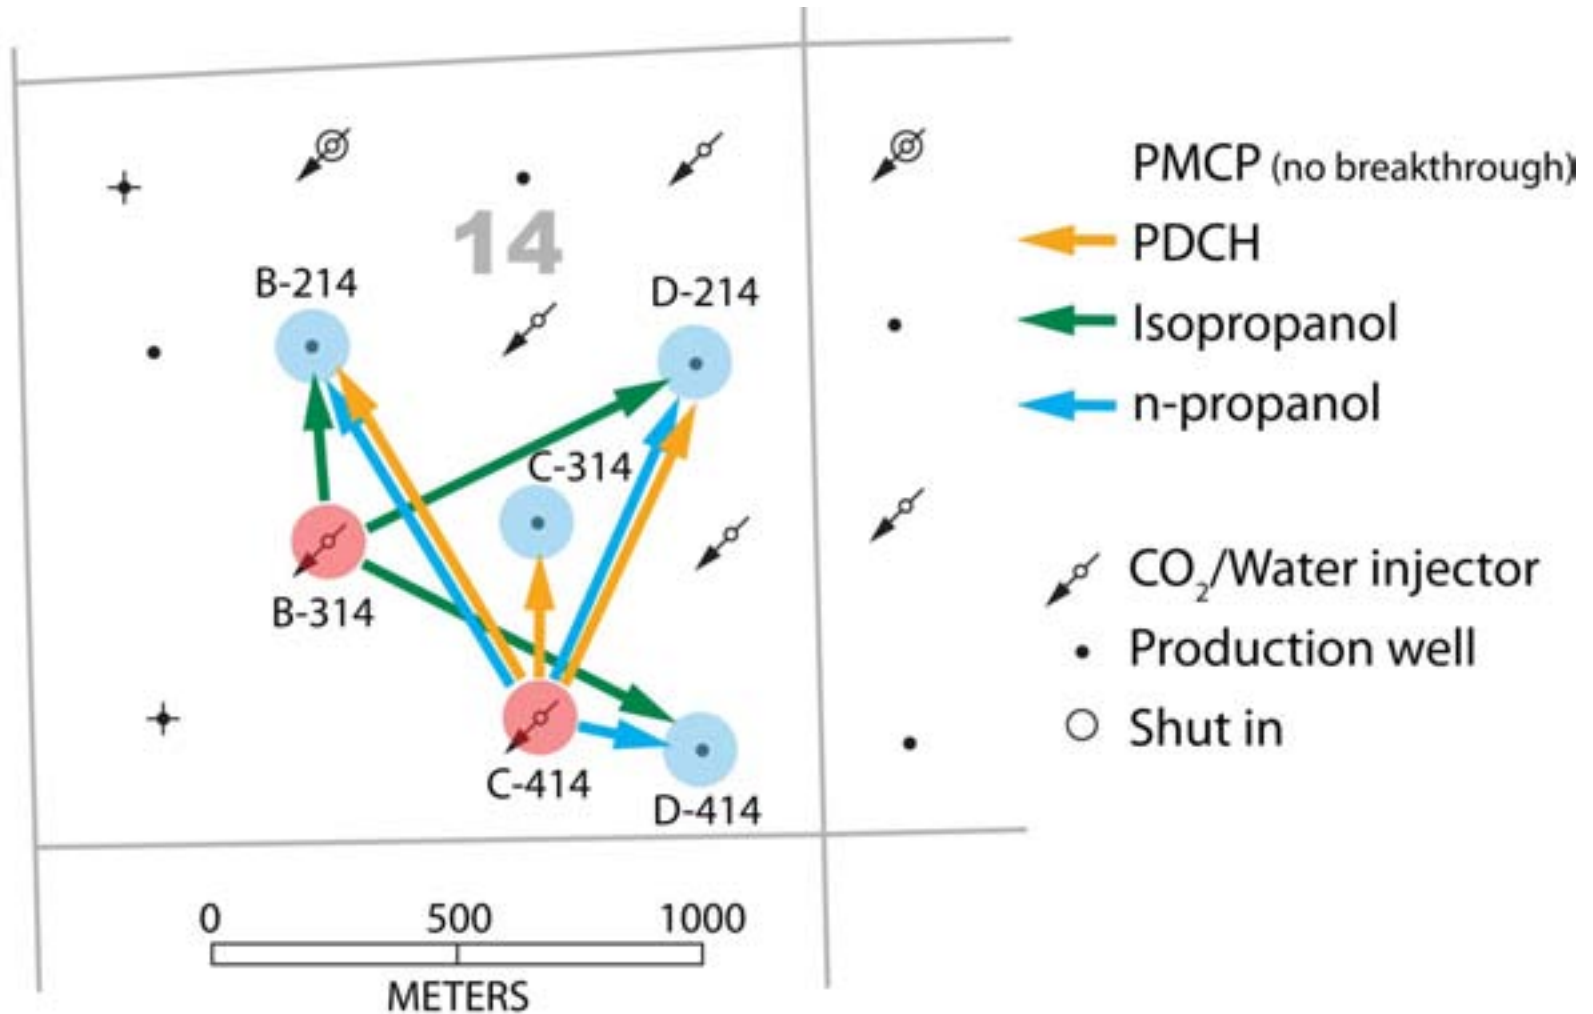 14
B-214
D-214
C-314
B-314
C-414
D-414
PMCP (no breakthrough)
PDCH
Isopropanol
n-propanol
CO₂/Water injector
Production well
Shut in
0 500 1000
METERS